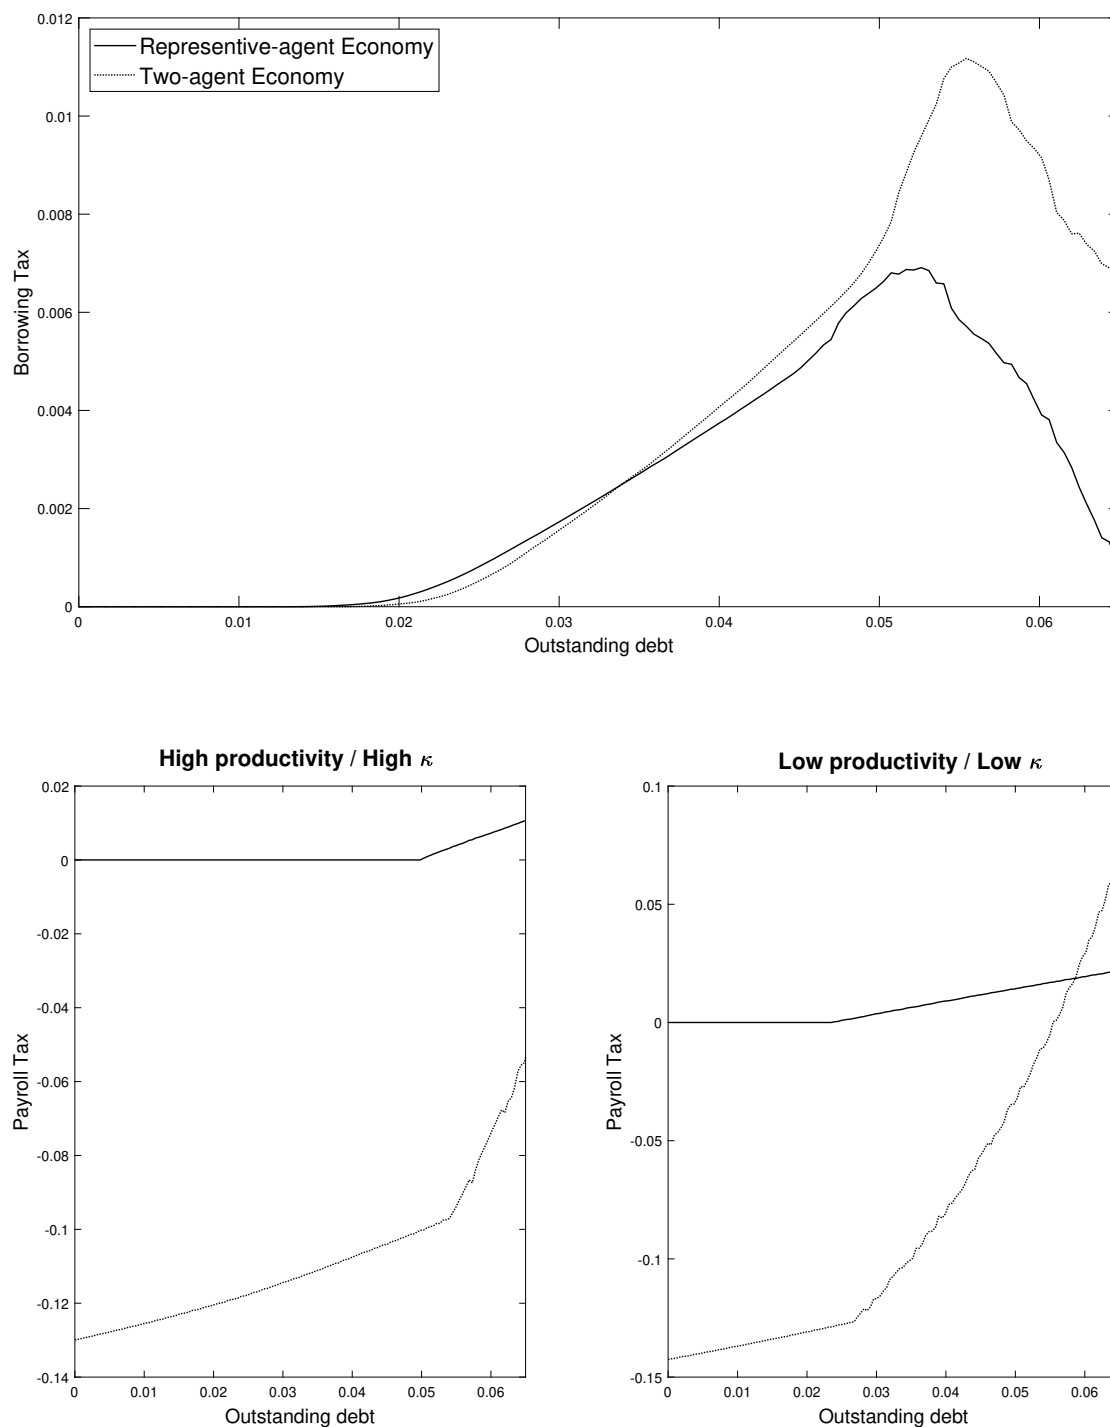 0.012
Representive-agent Economy
Two-agent Economy
0.01
0.008
0.006
0.004
0.002
0
Borrowing Tax
0 0.01 0.02 0.03 0.04 0.05 0.06
Outstanding debt
High productivity / High κ
0.02
0
-0.02
-0.04
-0.06
-0.08
-0.1
-0.12
-0.14
Payroll Tax
0 0.01 0.02 0.03 0.04 0.05 0.06
Outstanding debt
Low productivity / Low κ
0.1
0.05
0
-0.05
-0.1
-0.15
Payroll Tax
0 0.01 0.02 0.03 0.04 0.05 0.06
Outstanding debt